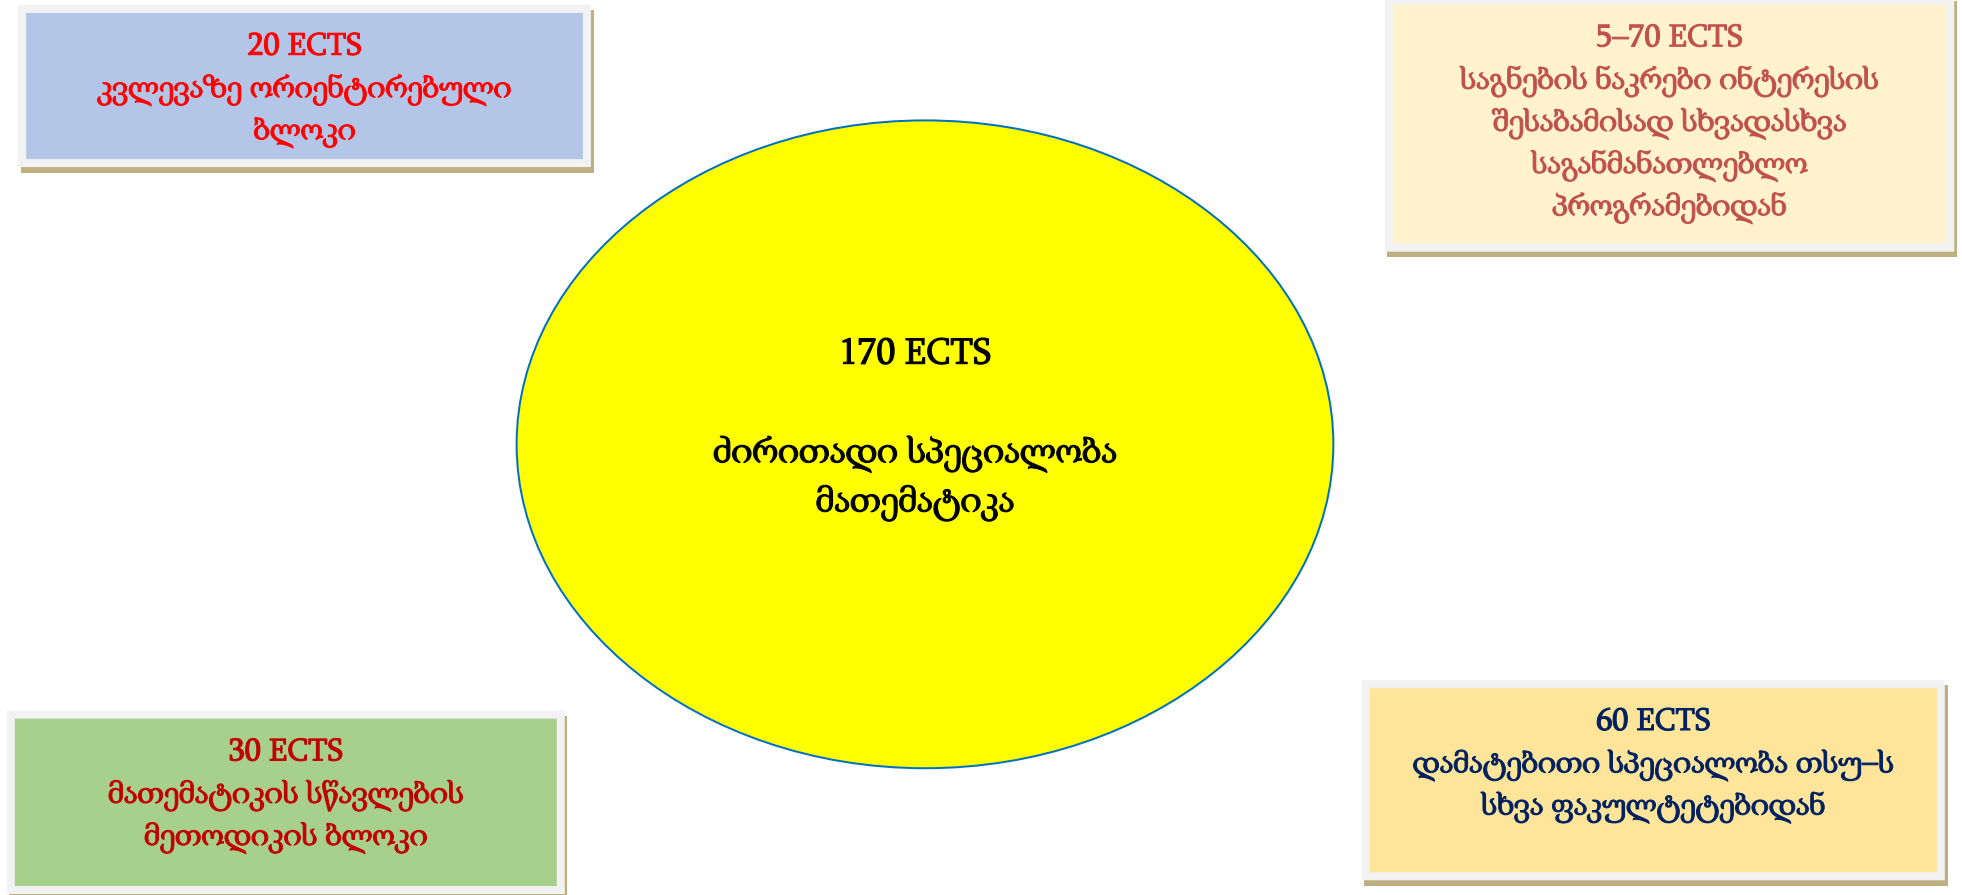 20 ECTS
კვლევაზე ორიენტირებული
ბლოკი
5–70 ECTS
საგნების ნაკრები ინტერესის
შესაბამისად სხვადასხვა
საგანმანათლებლო
პროგრამებიდან
170 ECTS
ძირითადი სპეციალობა
მათემატიკა
30 ECTS
მათემატიკის სწავლების
მეთოდიკის ბლოკი
60 ECTS
დამატებითი სპეციალობა თსუ–ს
სხვა ფაკულტეტებიდან